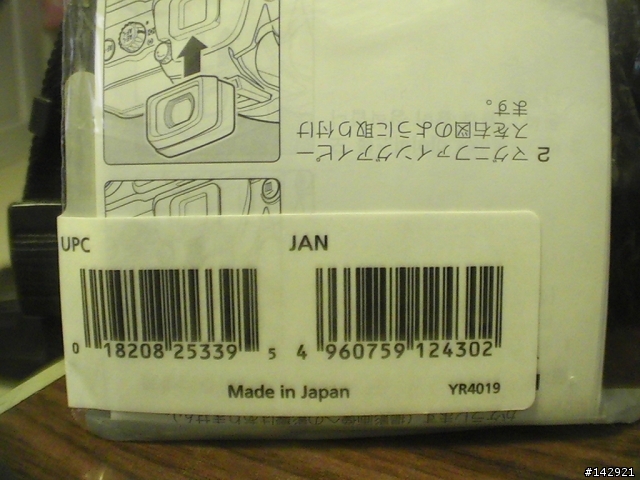 2 マグニファイングアイピー
スを右図のように取り付け
ます。
UPC
JAN
0 18208 25339 5
4 960759 124302
Made in Japan
YR4019
#142921